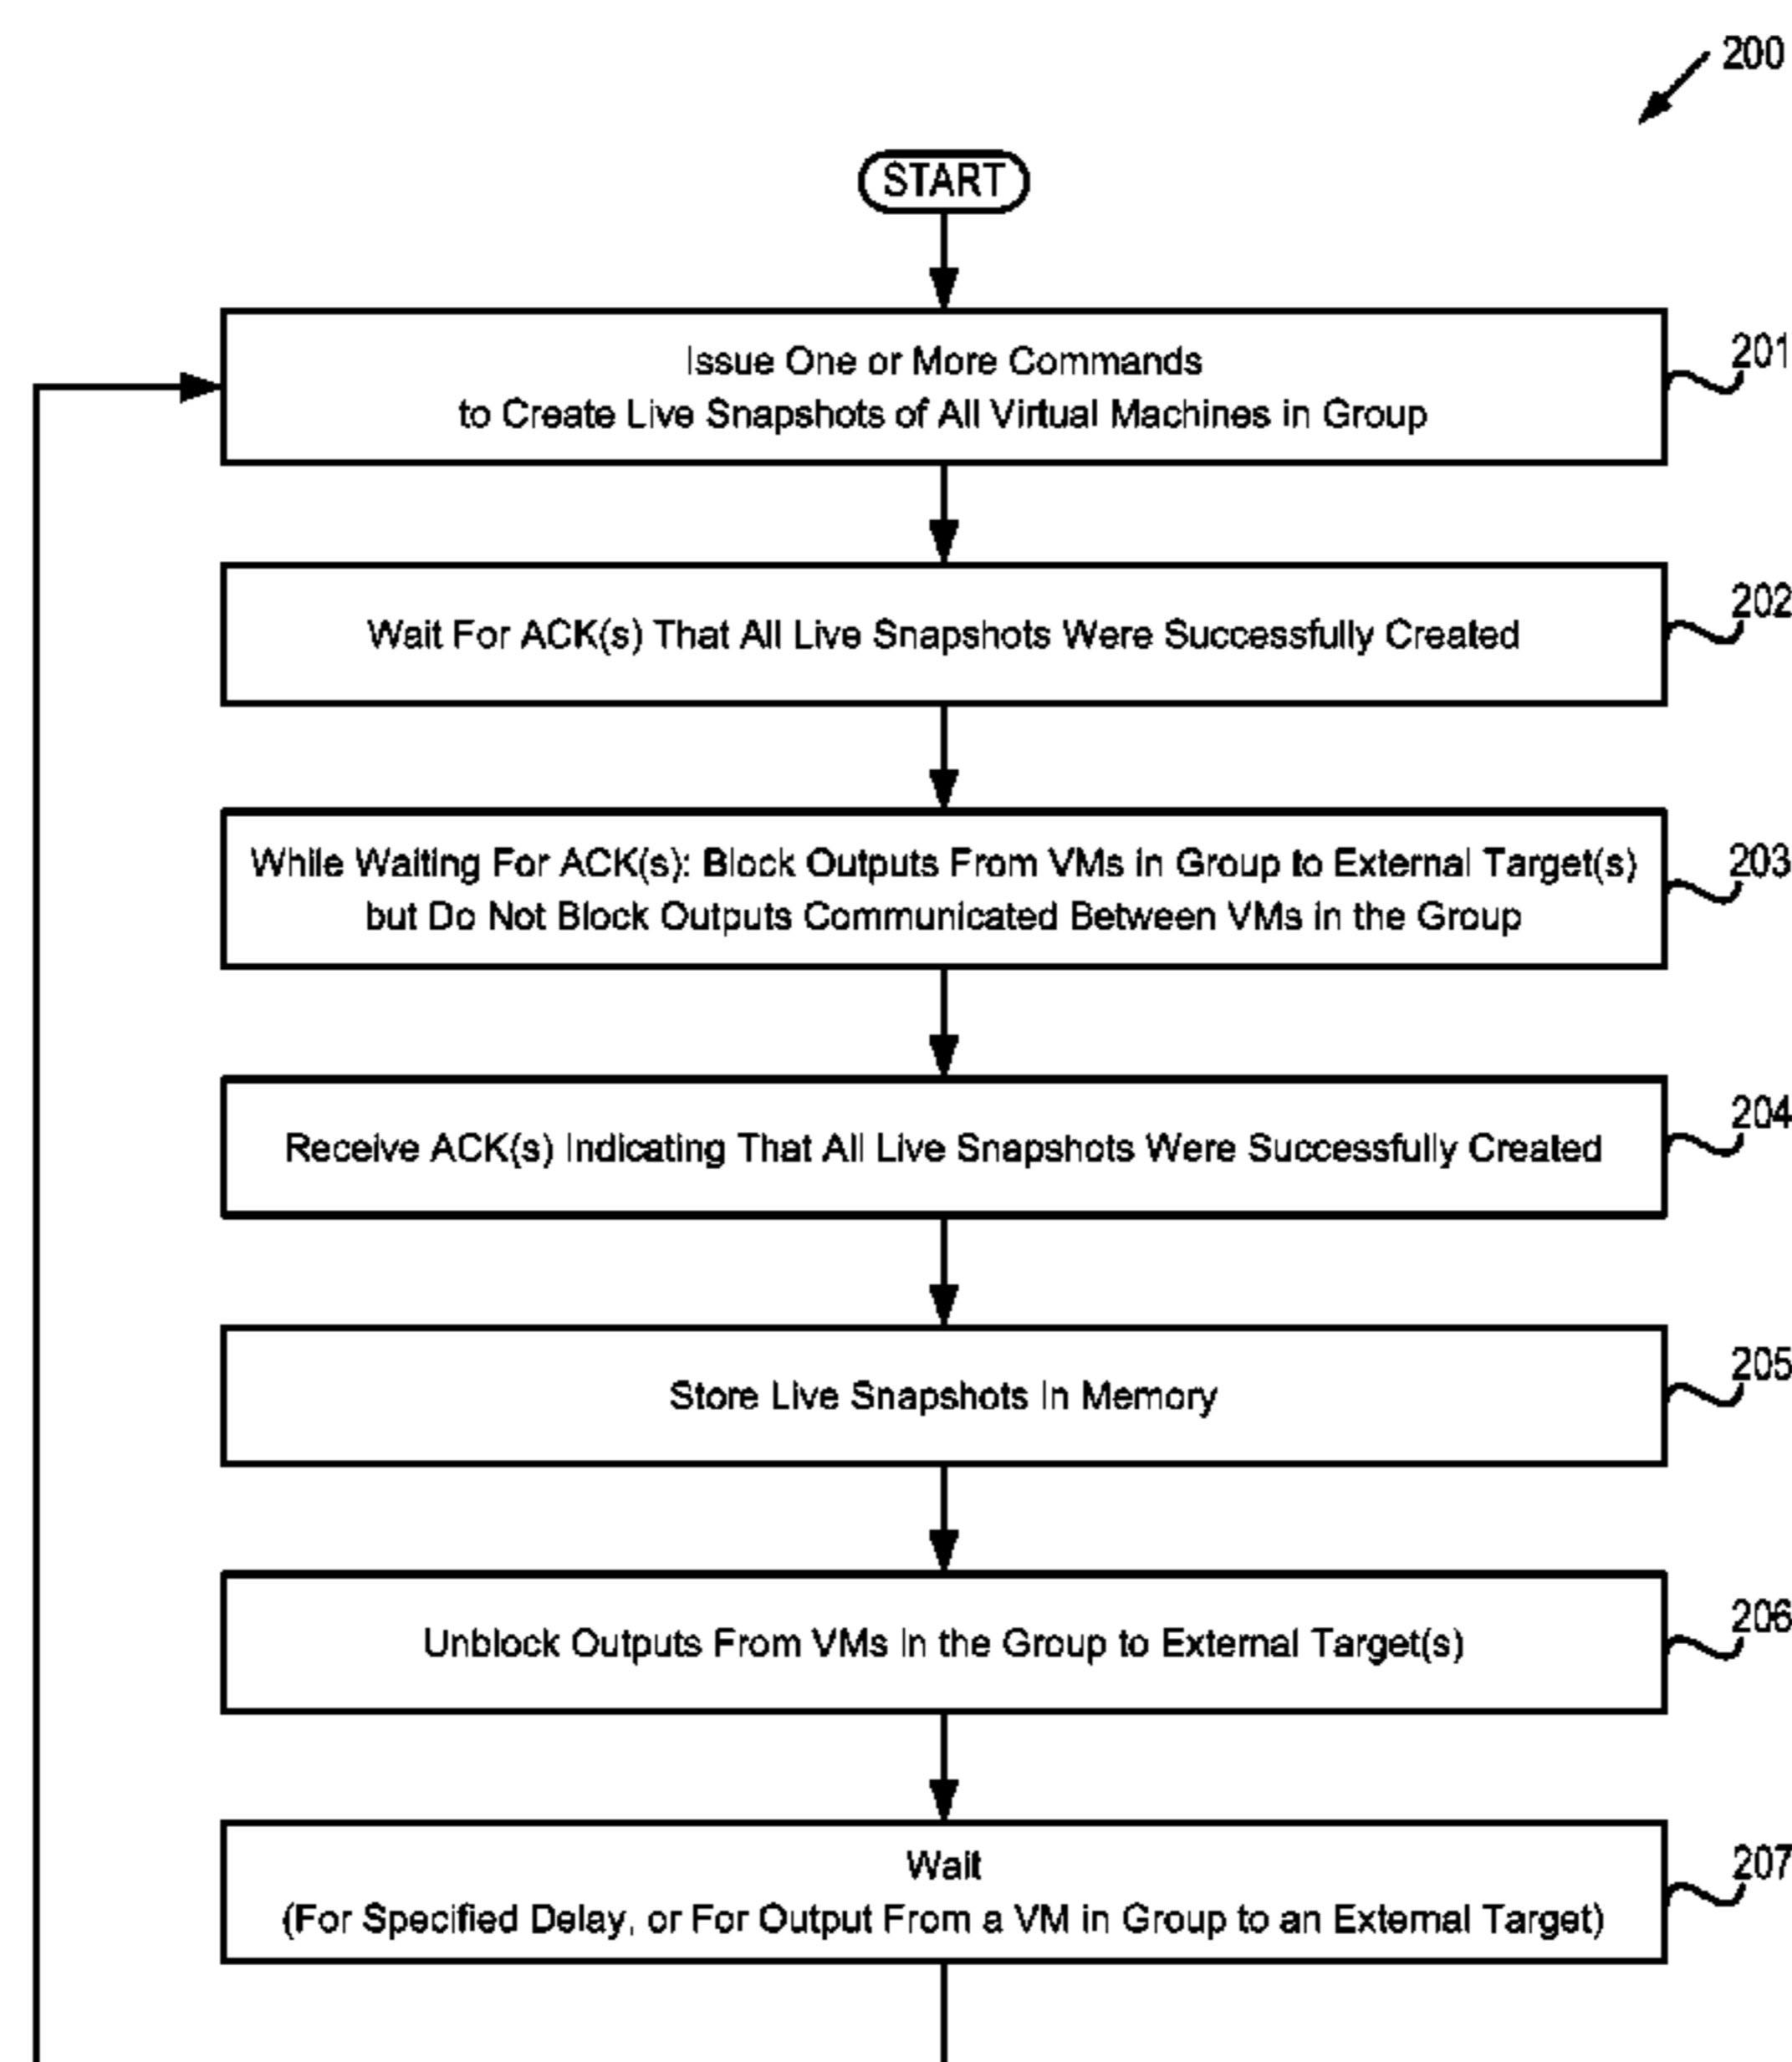 200
START
Issue One or More Commands
to Create Live Snapshots of All Virtual Machines in Group
201
Wait For ACK(s) That All Live Snapshots Were Successfully Created
202
While Waiting For ACK(s): Block Outputs From VMs in Group to External Target(s)
but Do Not Block Outputs Communicated Between VMs in the Group
203
Receive ACK(s) Indicating That All Live Snapshots Were Successfully Created
204
Store Live Snapshots In Memory
205
Unblock Outputs From VMs In the Group to External Target(s)
206
Wait
(For Specified Delay, or For Output From a VM in Group to an External Target)
207